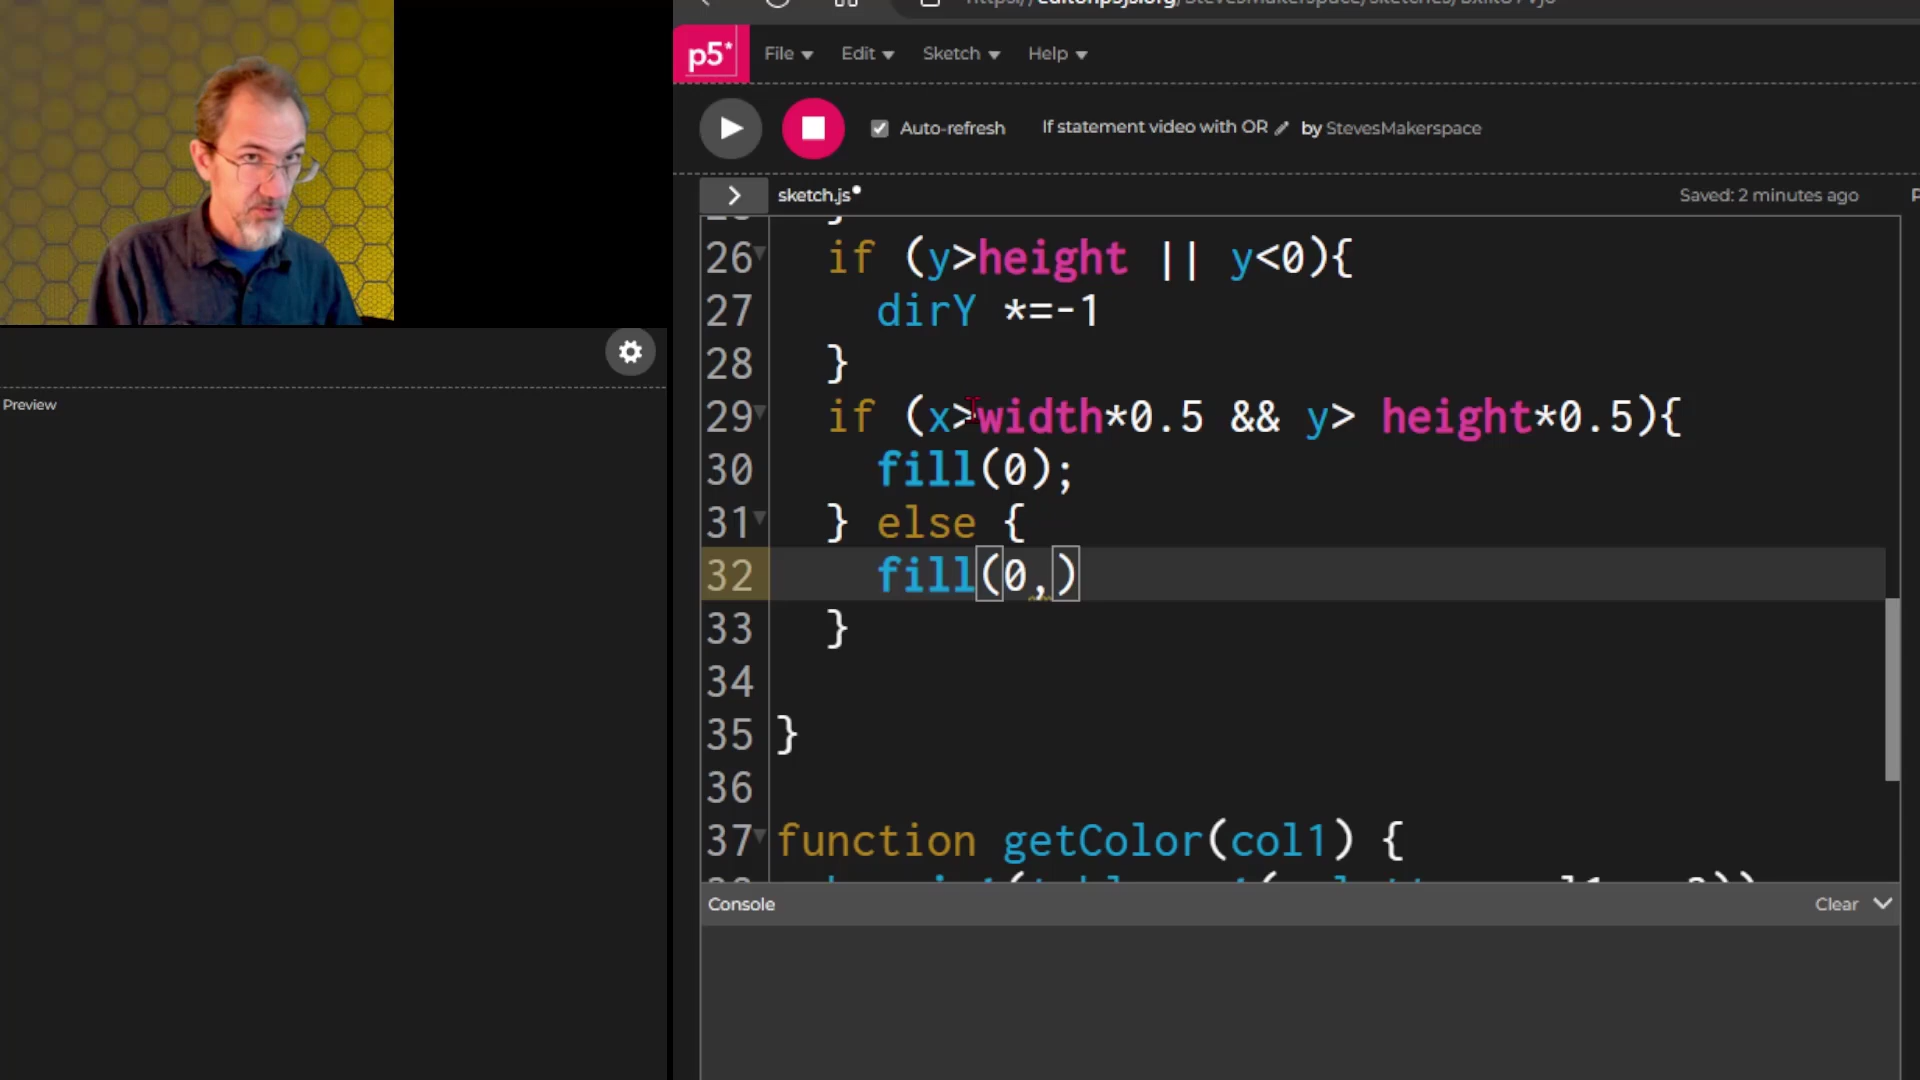 p5*
File
Edit
Sketch
Help
Auto-refresh
If statement video with OR
by SteveMakerspace
sketch.js
Saved: 2 minutes ago
Preview
26 if (y>height || y<0){
27 dirY *=-1
28 }
29 if (x>width*0.5 && y> height*0.5){
30 fill(0);
31 } else {
32 fill(0,)
33 }
34
35 }
36
37 function getColor(col1) {
Console
Clear